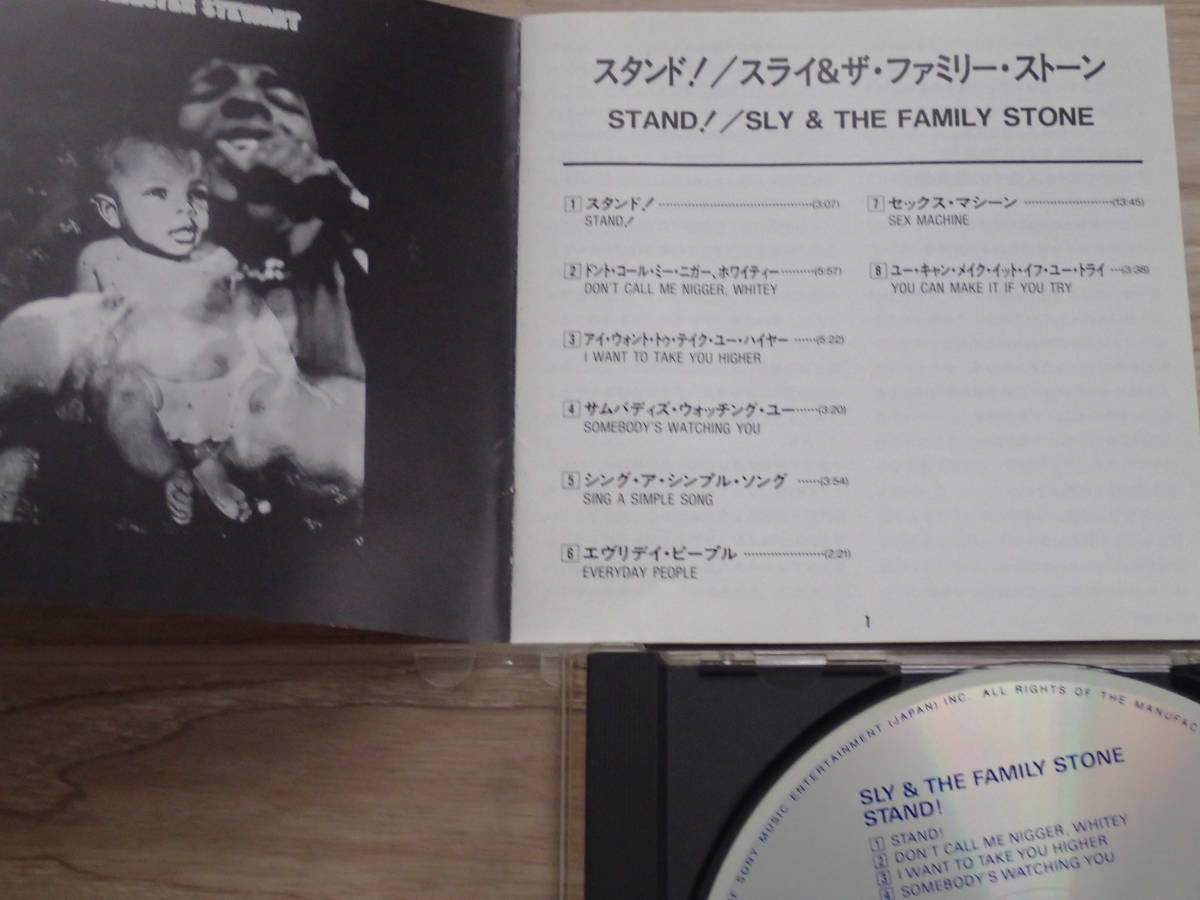 STEWART
スタンド!／スライ&ザ・ファミリー・ストーン
STAND!／SLY & THE FAMILY STONE
1 スタンド! ……(3:07)
STAND!
2 ドント・コール・ミー・ニガー、ホワイティー ……(5:57)
DON'T CALL ME NIGGER, WHITEY
3 アイ・ウォント・トゥ・テイク・ユー・ハイヤー ……(5:22)
I WANT TO TAKE YOU HIGHER
4 サムバディズ・ウォッチング・ユー ……(3:20)
SOMEBODY'S WATCHING YOU
5 シング・ア・シンプル・ソング ……(3:54)
SING A SIMPLE SONG
6 エヴリデイ・ピープル ……(2:21)
EVERYDAY PEOPLE
7 セックス・マシーン ……(13:45)
SEX MACHINE
8 ユー・キャン・メイク・イット・イフ・ユー・トライ …(3:38)
YOU CAN MAKE IT IF YOU TRY
1
SONY MUSIC ENTERTAINMENT (JAPAN) INC. ALL RIGHTS OF THE MANUFAC
SLY & THE FAMILY STONE
STAND!
1 STAND!
2 DON'T CALL ME NIGGER, WHITEY
3 I WANT TO TAKE YOU HIGHER
4 SOMEBODY'S WATCHING YOU